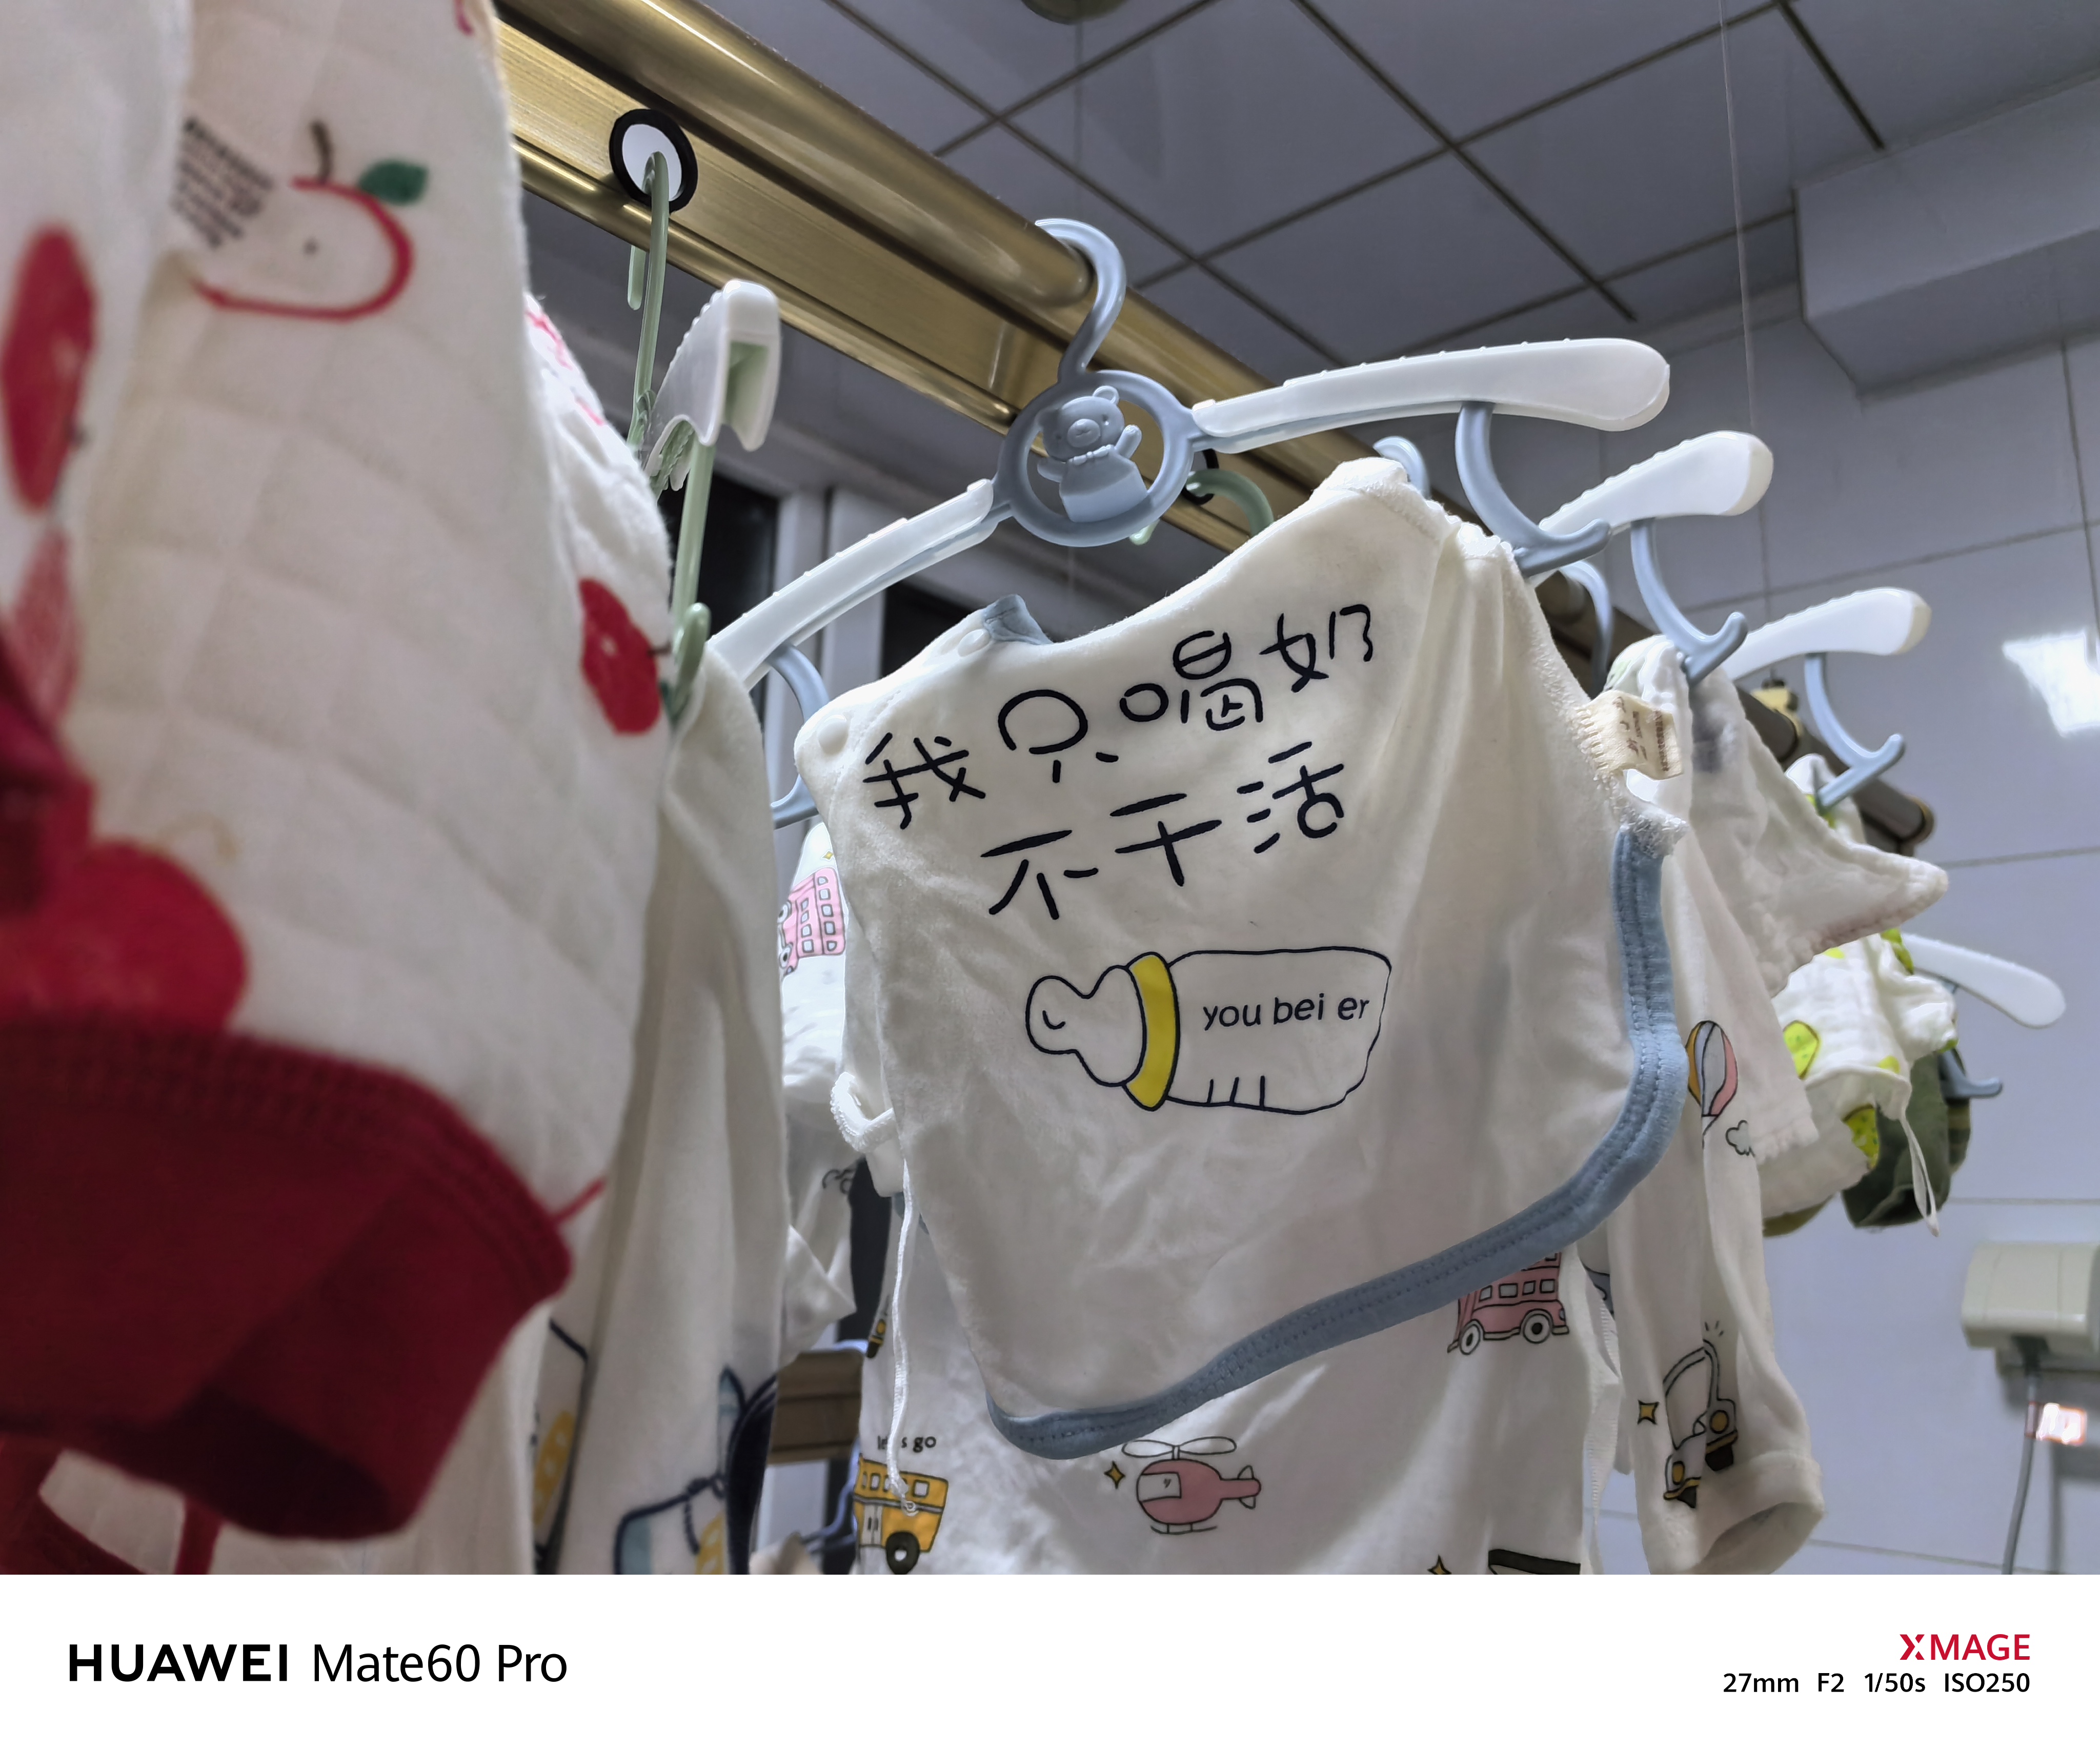 我只喝奶
不干活
you bei er
let's go
HUAWEI Mate60 Pro
XMAGE
27mm F2 1/50s ISO250